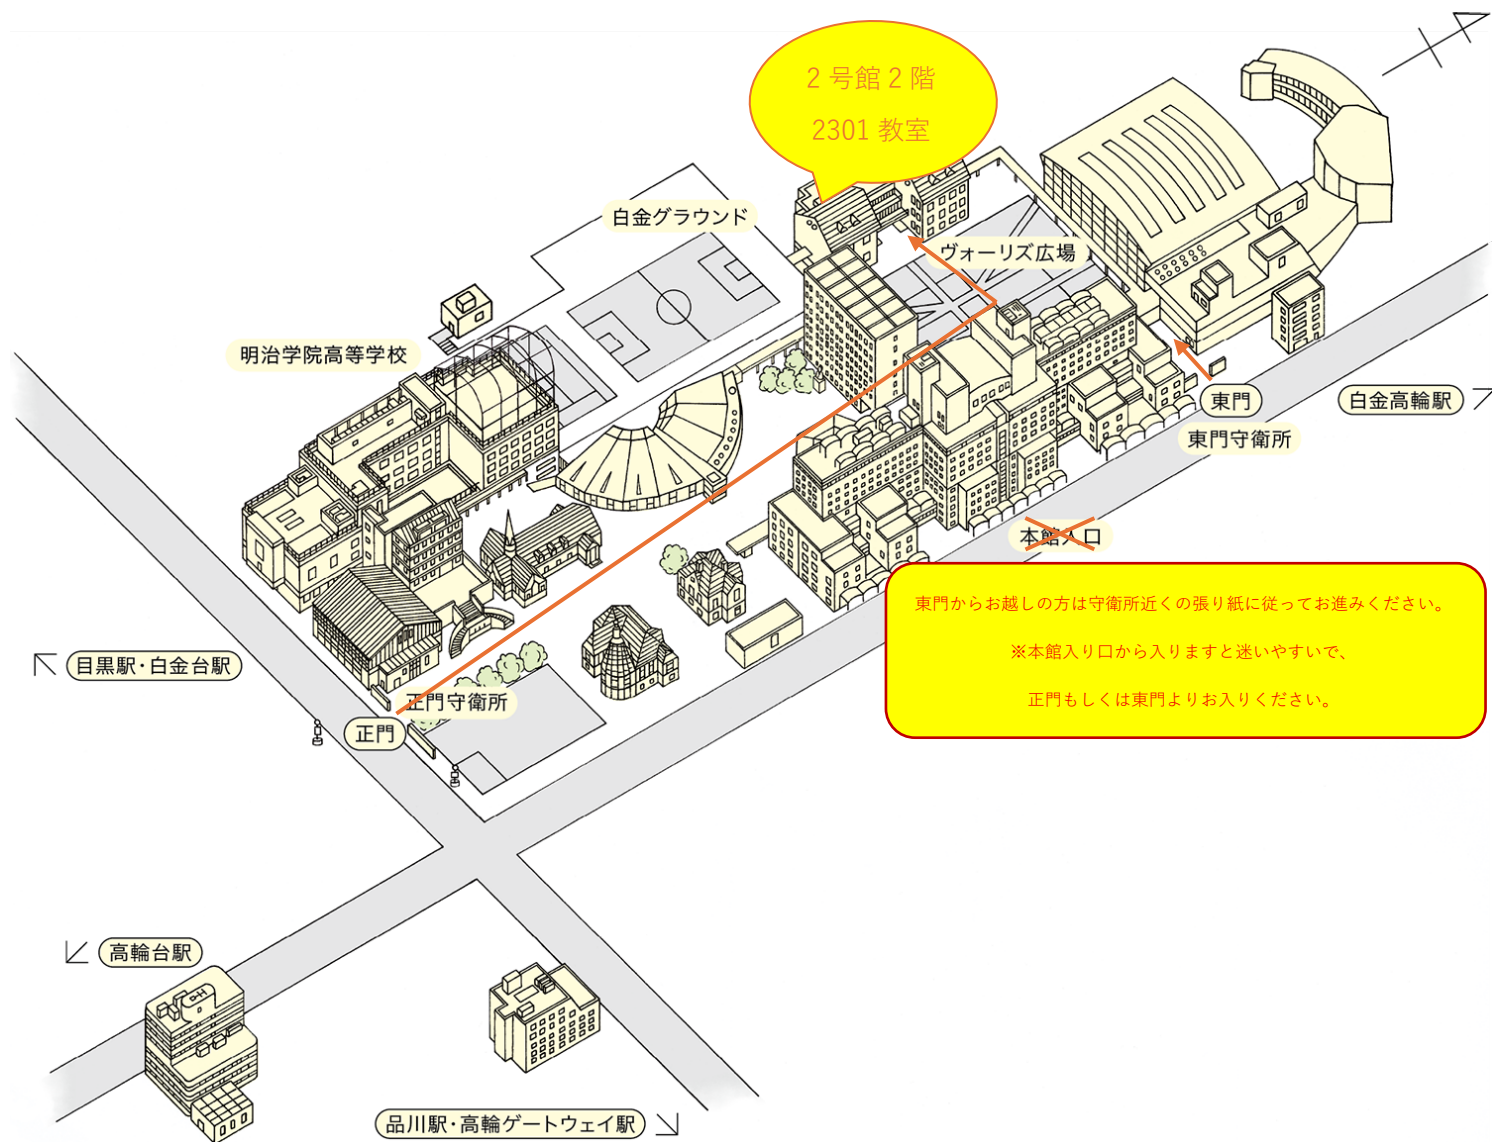 2号館2階
2301 教室
白金グラウンド
ヴォーリズ広場
明治学院高等学校
東門
白金高輪駅
東門守衛所
本館入口
東門からお越しの方は守衛所近くの張り紙に従ってお進みください。
※本館入り口から入りますと迷いやすいで、
正門もしくは東門よりお入りください。
目黒駅・白金台駅
正門守衛所
正門
高輪台駅
品川駅・高輪ゲートウェイ駅